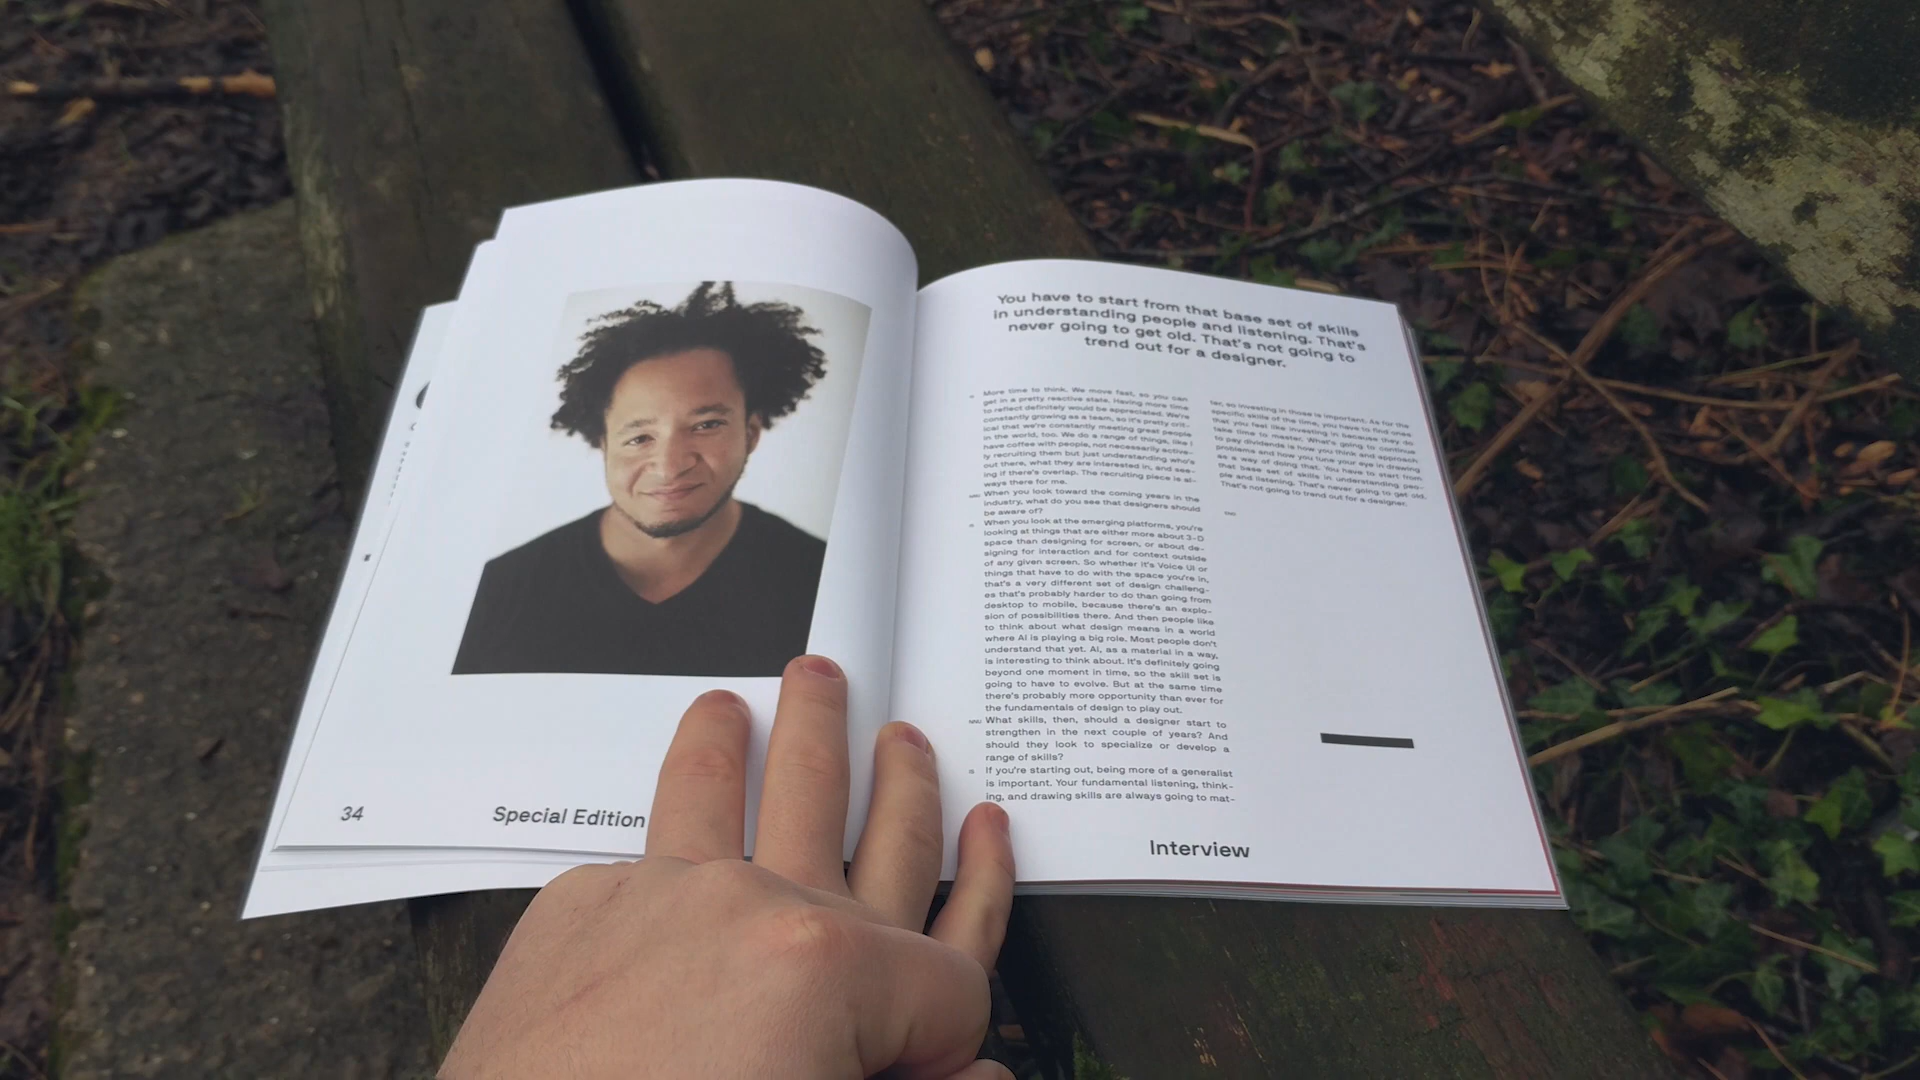 34
Special Edition
You have to start from that base set of skills
in understanding people and listening. That's
never going to get old. That's not going to
trend out for a designer.
More time to think. We move fast, so you can
get in a pretty reactive state. Having more time
to reflect definitely would be appreciated. We're
constantly growing as a team, so it's pretty crit-
ical that we're constantly meeting great people
in the world, too. We do a range of things, like I
have coffee with people, not necessarily active-
ly recruiting them but just understanding who's
out there, what they are interested in, and see-
ing if there's overlap. The recruiting piece is al-
ways there for me.
When you look toward the coming years in the
industry, what do you see that designers should
be aware of?
When you look at the emerging platforms, you're
looking at things that are either more about 3-D
space than designing for screen, or about de-
signing for interaction and for context outside
of any given screen. So whether it's Voice UI or
things that have to do with the space you're in,
that's a very different set of design challeng-
es that's probably harder to do than going from
desktop to mobile, because there's an explo-
sion of possibilities there. And then people like
to think about what design means in a world
where AI is playing a big role. Most people don't
understand that yet. AI, as a material in a way,
is interesting to think about. It's definitely going
beyond one moment in time, so the skill set is
going to have to evolve. But at the same time
there's probably more opportunity than ever for
the fundamentals of design to play out.
What skills, then, should a designer start to
strengthen in the next couple of years? And
should they look to specialize or develop a
range of skills?
If you're starting out, being more of a generalist
is important. Your fundamental listening, think-
ing, and drawing skills are always going to mat-
ter, so investing in those is important. As for the
specific skills of the time, you have to find ones
that you feel like investing in because they do
take time to master. What's going to continue
to pay dividends is how you think and approach
problems and how you tune your eye in drawing
as a way of doing that. You have to start from
that base set of skills in understanding peo-
ple and listening. That's never going to get old.
That's not going to trend out for a designer.
Interview